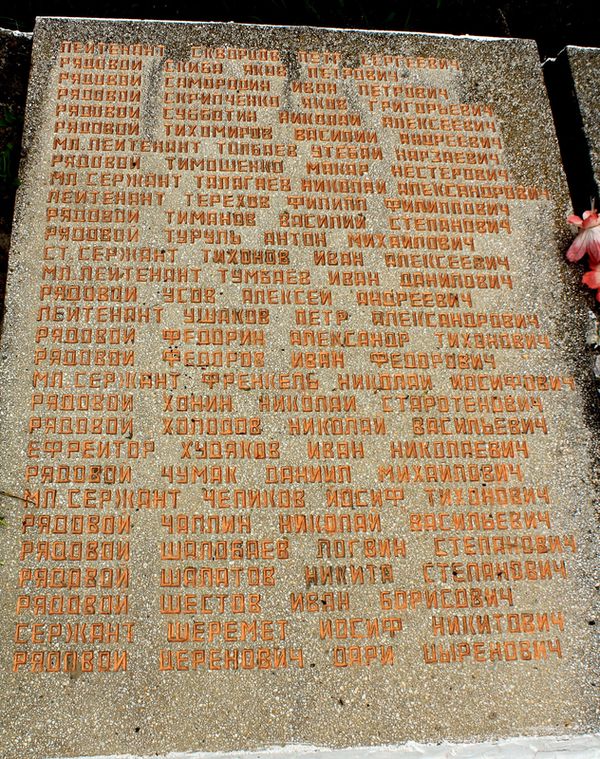 ЛЕЙТЕНАНТ СКВОРЦОВ ПЕТР СЕРГЕЕВИЧ
РЯДОВОЙ СКИБА ЯКОВ ПЕТРОВИЧ
РЯДОВОЙ СМОРОДИН ИВАН ПЕТРОВИЧ
РЯДОВОЙ СКРИПЧЕНКО ЯКОВ ГРИГОРЬЕВИЧ
РЯДОВОЙ СУББОТИН НИКОЛАЙ АЛЕКСЕЕВИЧ
РЯДОВОЙ ТИХОМИРОВ ВАСИЛИЙ АНДРЕЕВИЧ
МЛ.ЛЕЙТЕНАНТ ТОЛБАЕВ УТЕБАЙ НАРЗАЕВИЧ
РЯДОВОЙ ТИМОШЕНКО МАКАР НЕСТЕРОВИЧ
МЛ.СЕРЖАНТ ТАЛАГАЕВ НИКОЛАЙ АЛЕКСАНДРОВИЧ
ЛЕЙТЕНАНТ ТЕРЕХОВ ФИЛИПП ФИЛИППОВИЧ
РЯДОВОЙ ТИМАНОВ ВАСИЛИЙ СТЕПАНОВИЧ
РЯДОВОЙ ТУРУЛЬ АНТОН МИХАЙЛОВИЧ
СТ.СЕРЖАНТ ТИХОНОВ ИВАН АЛЕКСЕЕВИЧ
МЛ.ЛЕЙТЕНАНТ ТУМБАЕВ ИВАН ДАНИЛОВИЧ
РЯДОВОЙ УСОВ АЛЕКСЕЙ АНДРЕЕВИЧ
ЛЕЙТЕНАНТ УШАКОВ ПЕТР АЛЕКСАНДРОВИЧ
РЯДОВОЙ ФЕДОРИН АЛЕКСАНДР ТИХОНОВИЧ
РЯДОВОЙ ФЕДОРОВ ИВАН ФЕДОРОВИЧ
МЛ.СЕРЖАНТ ФРЕНКЕЛЬ НИКОЛАЙ ИОСИФОВИЧ
РЯДОВОЙ ХОНИН НИКОЛАЙ СТАРОТЕНОВИЧ
РЯДОВОЙ ХОЛОДОВ НИКОЛАЙ ВАСИЛЬЕВИЧ
ЕФРЕЙТОР ХУДЯКОВ ИВАН НИКОЛАЕВИЧ
РЯДОВОЙ ЧУМАК ДАНИИЛ МИХАЙЛОВИЧ
МЛ.СЕРЖАНТ ЧЕЛИКОВ ИОСИФ ТИХОНОВИЧ
РЯДОВОЙ ЧАПЛИН НИКОЛАЙ ВАСИЛЬЕВИЧ
РЯДОВОЙ ШАЛОБАЕВ ЛОГВИН СТЕПАНОВИЧ
РЯДОВОЙ ШАЛАТОВ НИКИТА СТЕПАНОВИЧ
РЯДОВОЙ ШЕСТОВ ИВАН БОРИСОВИЧ
СЕРЖАНТ ШЕРЕМЕТ ИОСИФ НИКИТОВИЧ
РЯДОВОЙ ЦЕРЕНОВИЧ ДАРИ ЦЫРЕНОВИЧ